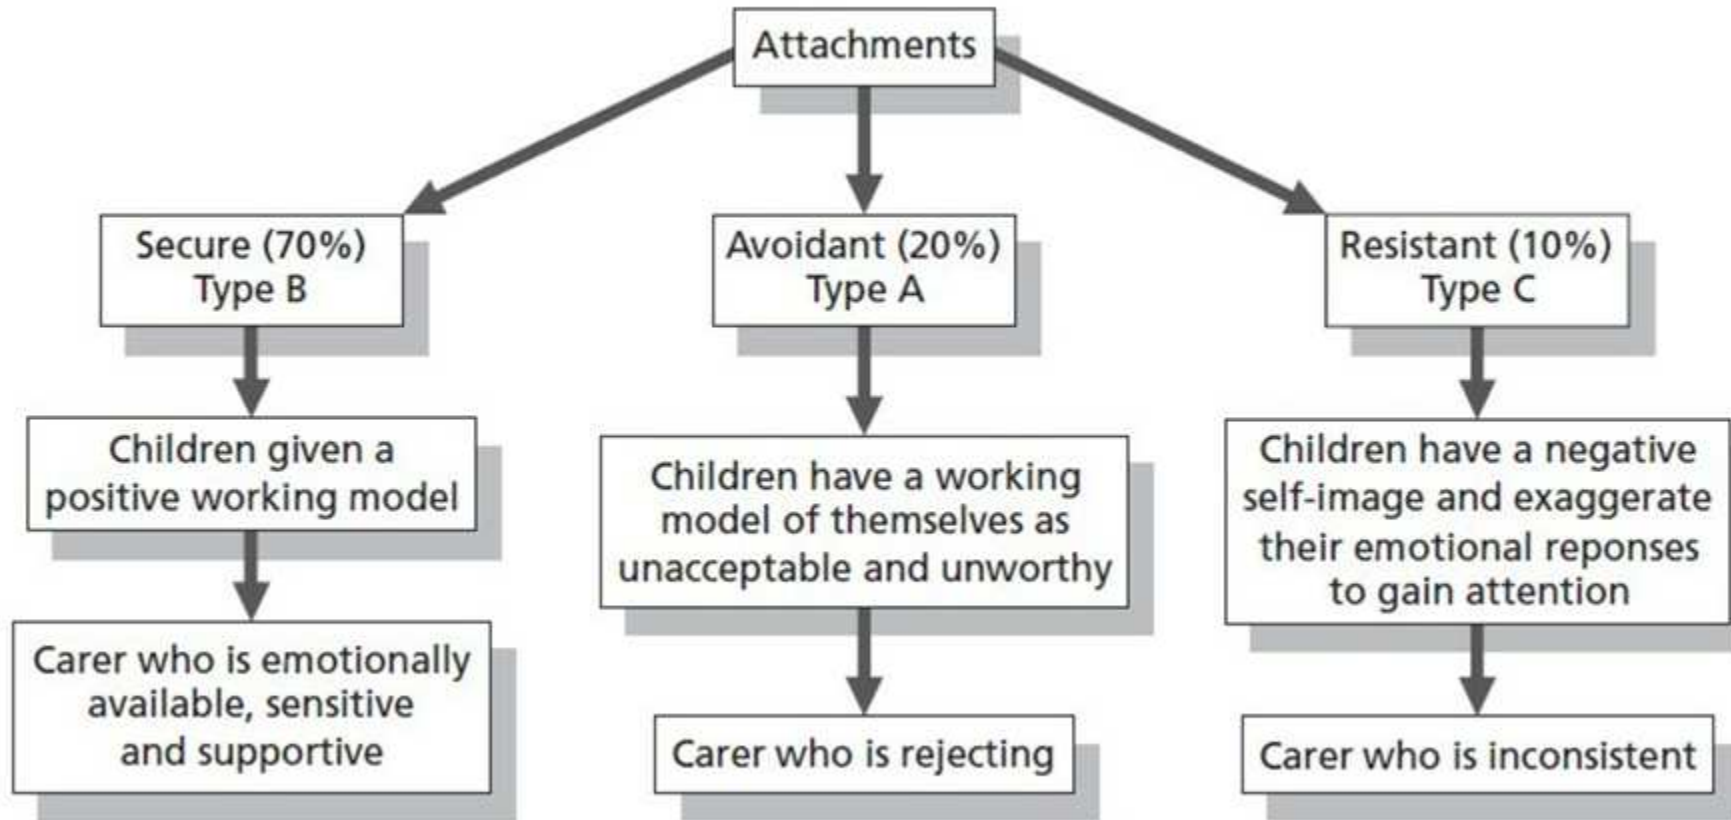 Attachments
Secure (70%)
Type B
Avoidant (20%)
Type A
Resistant (10%)
Type C
Children given a
positive working model
Children have a working
model of themselves as
unacceptable and unworthy
Children have a negative
self-image and exaggerate
their emotional reponses
to gain attention
Carer who is emotionally
available, sensitive
and supportive
Carer who is rejecting
Carer who is inconsistent